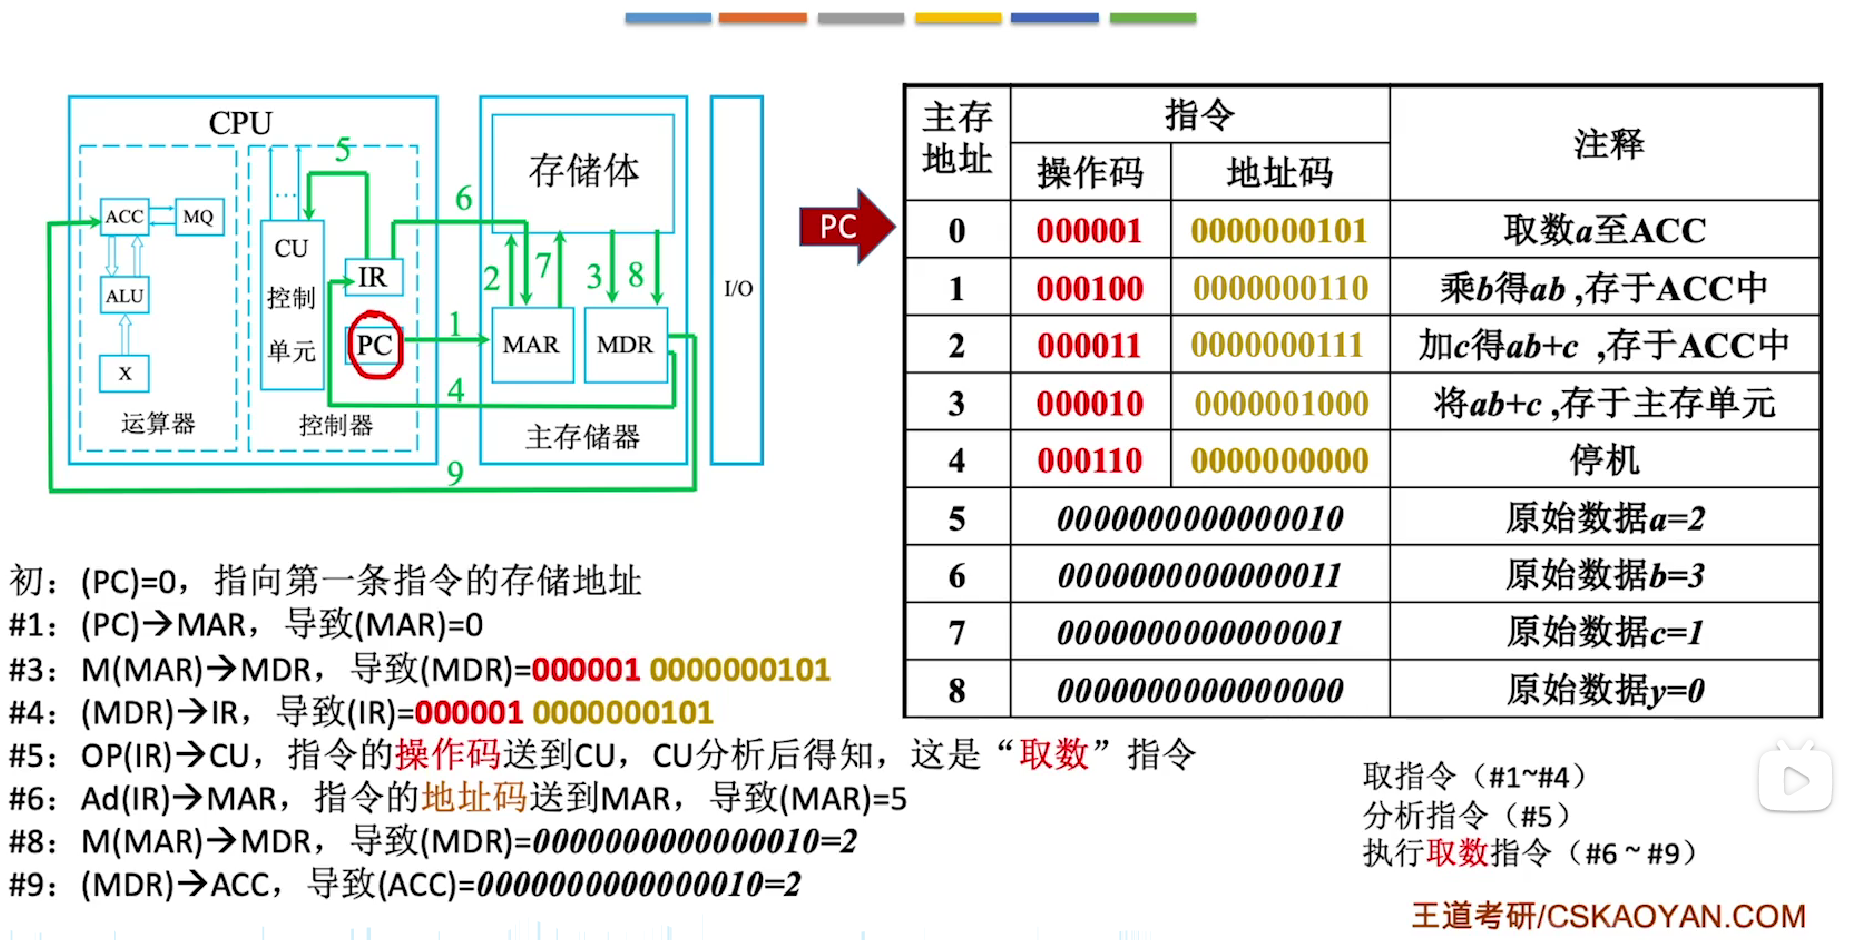 CPU
5
ACC
MQ
CU
控制
单元
IR
ALU
PC
X
运算器
控制器
6
1
4
9
存储体
2
7
3
8
MAR
MDR
主存储器
I/O
PC
主存地址
指令
注释
操作码
地址码
0 000001 0000000101 取数a至ACC
1 000100 0000000110 乘b得ab ,存于ACC中
2 000011 0000000111 加c得ab+c ,存于ACC中
3 000010 0000001000 将ab+c ,存于主存单元
4 000110 0000000000 停机
5 0000000000000010 原始数据a=2
6 0000000000000011 原始数据b=3
7 0000000000000001 原始数据c=1
8 0000000000000000 原始数据y=0
初：(PC)=0，指向第一条指令的存储地址
#1：(PC)→MAR，导致(MAR)=0
#3：M(MAR)→MDR，导致(MDR)=000001 0000000101
#4：(MDR)→IR，导致(IR)=000001 0000000101
#5：OP(IR)→CU，指令的操作码送到CU，CU分析后得知，这是“取数”指令
#6：Ad(IR)→MAR，指令的地址码送到MAR，导致(MAR)=5
#8：M(MAR)→MDR，导致(MDR)=0000000000000010=2
#9：(MDR)→ACC，导致(ACC)=0000000000000010=2
取指令（#1~#4）
分析指令（#5）
执行取数指令（#6 ~ #9）
王道考研/CSKAOYAN.COM